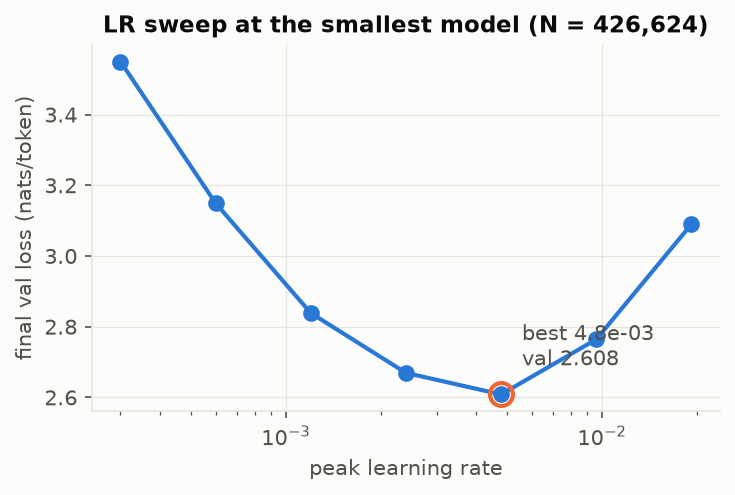 LR sweep at the smallest model (N = 426,624)
final val loss (nats/token)
3.4
3.2
3.0
2.8
2.6
best 4.8e-03
val 2.608
10⁻³
10⁻²
peak learning rate